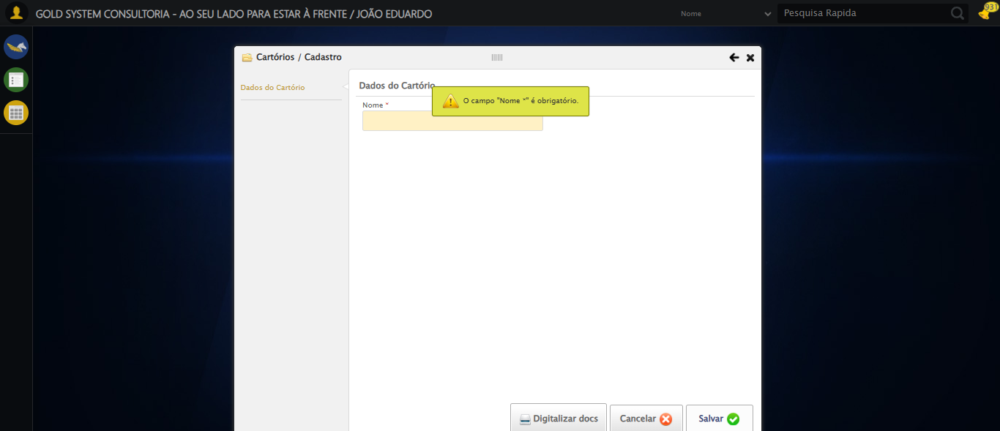 GOLD SYSTEM CONSULTORIA - AO SEU LADO PARA ESTAR À FRENTE / JOÃO EDUARDO
Nome
Pesquisa Rapida
931
Cartórios / Cadastro
Dados do Cartório
Dados do Cartório
O campo "Nome *" é obrigatório.
Nome *
Digitalizar docs
Cancelar
Salvar